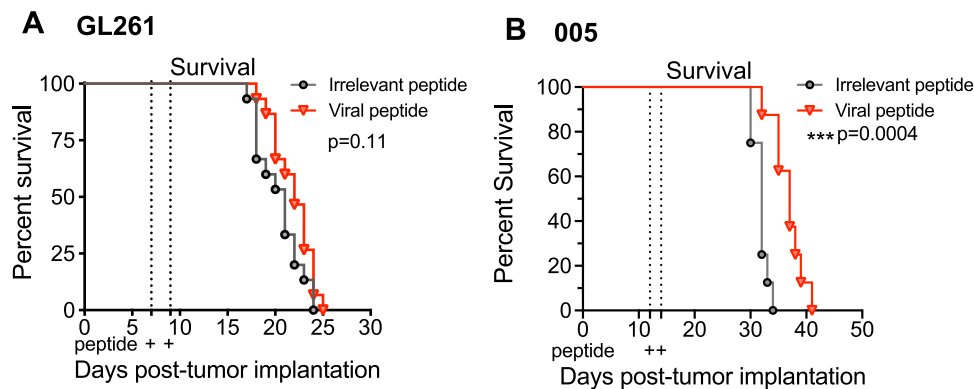 A GL261
Survival
Irrelevant peptide
Viral peptide
p=0.11
Percent survival
100
75
50
25
0
0 5 10 15 20 25 30
peptide + +
Days post-tumor implantation
B 005
Survival
Irrelevant peptide
Viral peptide
***p=0.0004
Percent Survival
100
80
60
40
20
0
0 10 20 30 40 50
peptide ++
Days post-tumor implantation